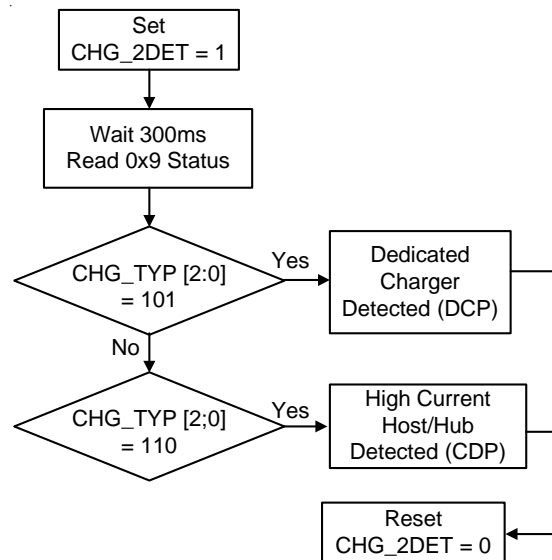 Set
CHG_2DET = 1
Wait 300ms
Read 0x9 Status
CHG_TYP [2:0]
= 101
Yes
Dedicated
Charger
Detected (DCP)
No
CHG_TYP [2;0]
= 110
Yes
High Current
Host/Hub
Detected (CDP)
Reset
CHG_2DET = 0